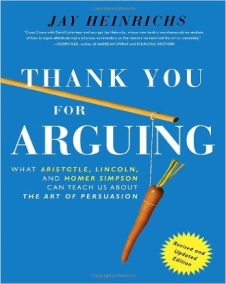 JAY HEINRICHS
THANK YOU
FOR
ARGUING
WHAT ARISTOTLE, LINCOLN,
AND HOMER SIMPSON
CAN TEACH US ABOUT
THE ART OF PERSUASION
Revised and
Updated
Edition